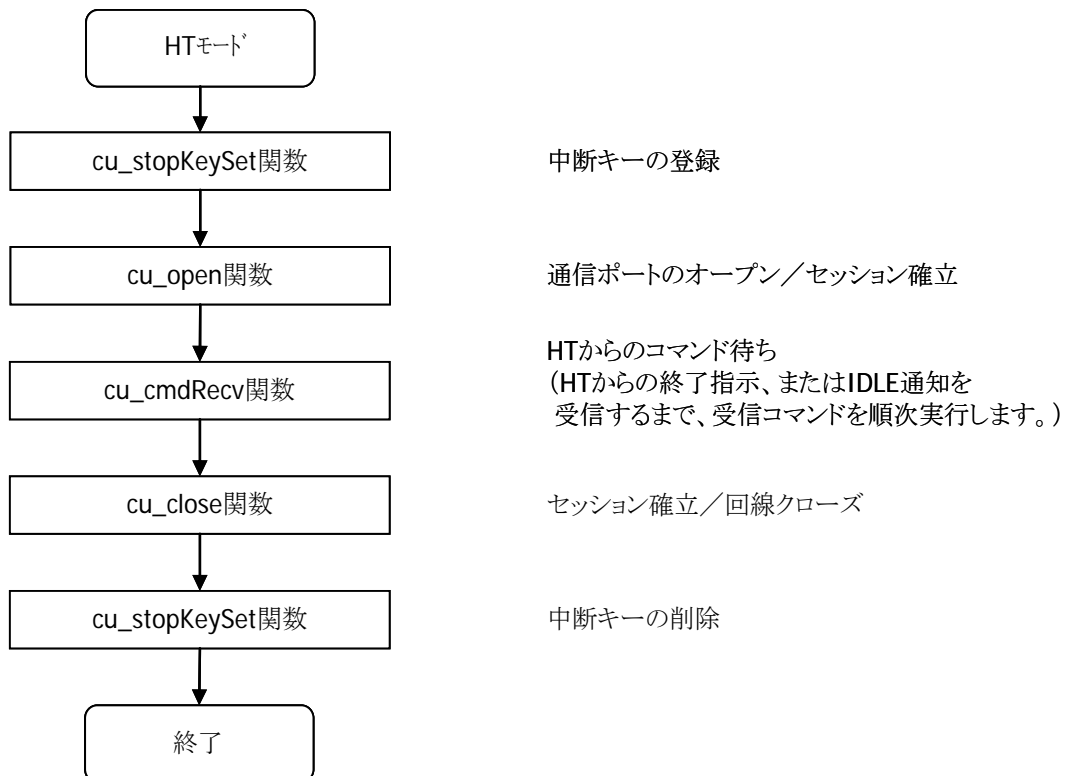 HTﾓｰﾄﾞ
cu_stopKeySet関数 中断キーの登録
cu_open関数 通信ポートのオープン／セッション確立
HTからのコマンド待ち
（HTからの終了指示、またはIDLE通知を
cu_cmdRecv関数
受信するまで、受信コマンドを順次実行します。）
cu_close関数 セッション確立／回線クローズ
cu_stopKeySet関数 中断キーの削除
終了